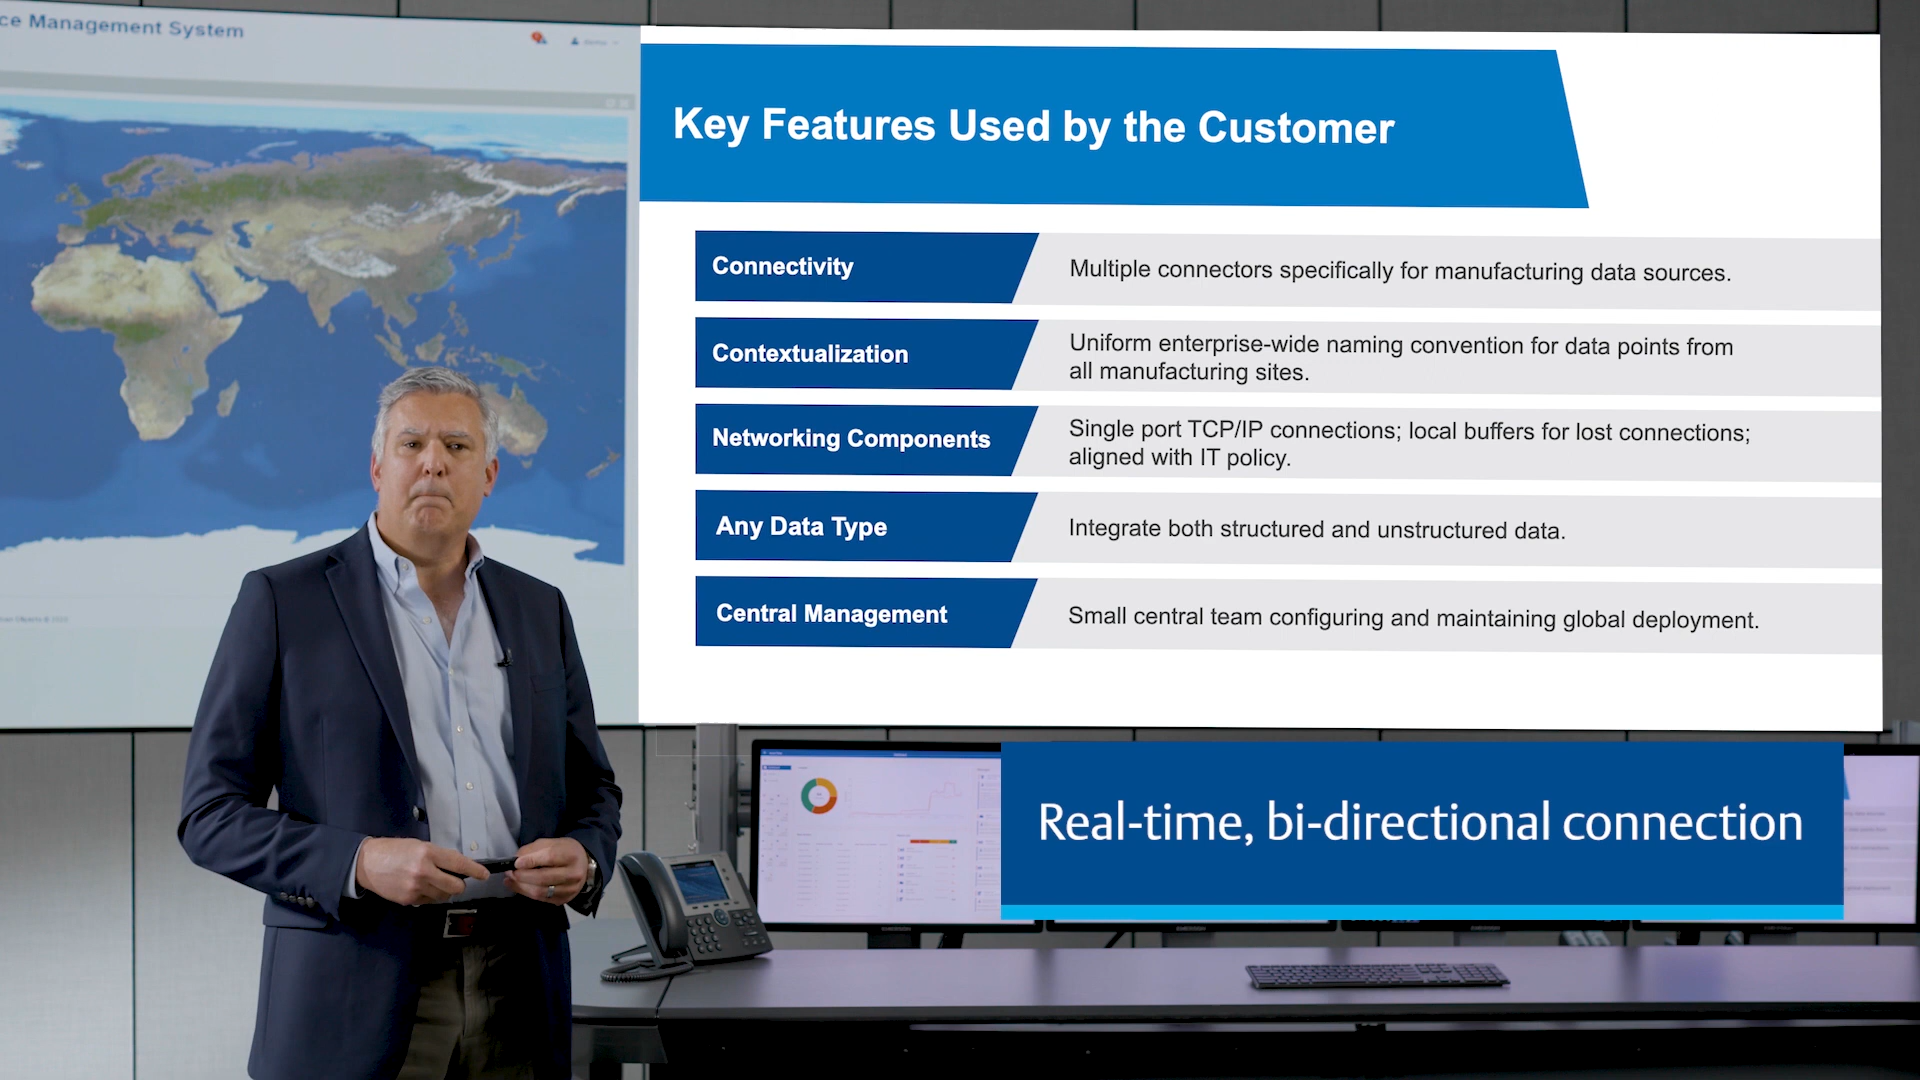 ce Management System
Key Features Used by the Customer
Connectivity
Multiple connectors specifically for manufacturing data sources.
Contextualization
Uniform enterprise-wide naming convention for data points from
all manufacturing sites.
Networking Components
Single port TCP/IP connections; local buffers for lost connections;
aligned with IT policy.
Any Data Type
Integrate both structured and unstructured data.
Central Management
Small central team configuring and maintaining global deployment.
Real-time, bi-directional connection